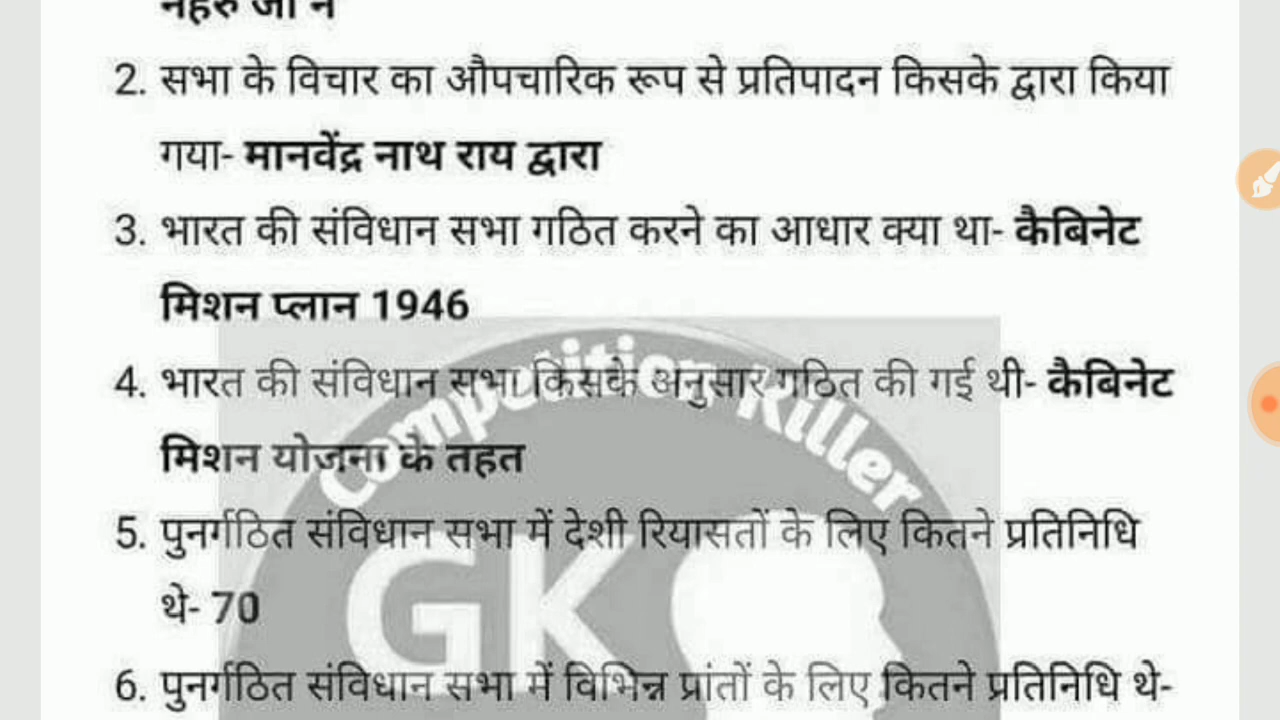 नेहरु जी ने
2. सभा के विचार का औपचारिक रूप से प्रतिपादन किसके द्वारा किया
गया- मानवेंद्र नाथ राय द्वारा
3. भारत की संविधान सभा गठित करने का आधार क्या था- कैबिनेट
मिशन प्लान 1946
4. भारत की संविधान सभा किसके अनुसार गठित की गई थी- कैबिनेट
मिशन योजना के तहत
Competition Killer
5. पुनर्गठित संविधान सभा में देशी रियासतों के लिए कितने प्रतिनिधि
थे- 70
GK
6. पुनर्गठित संविधान सभा में विभिन्न प्रांतों के लिए कितने प्रतिनिधि थे-